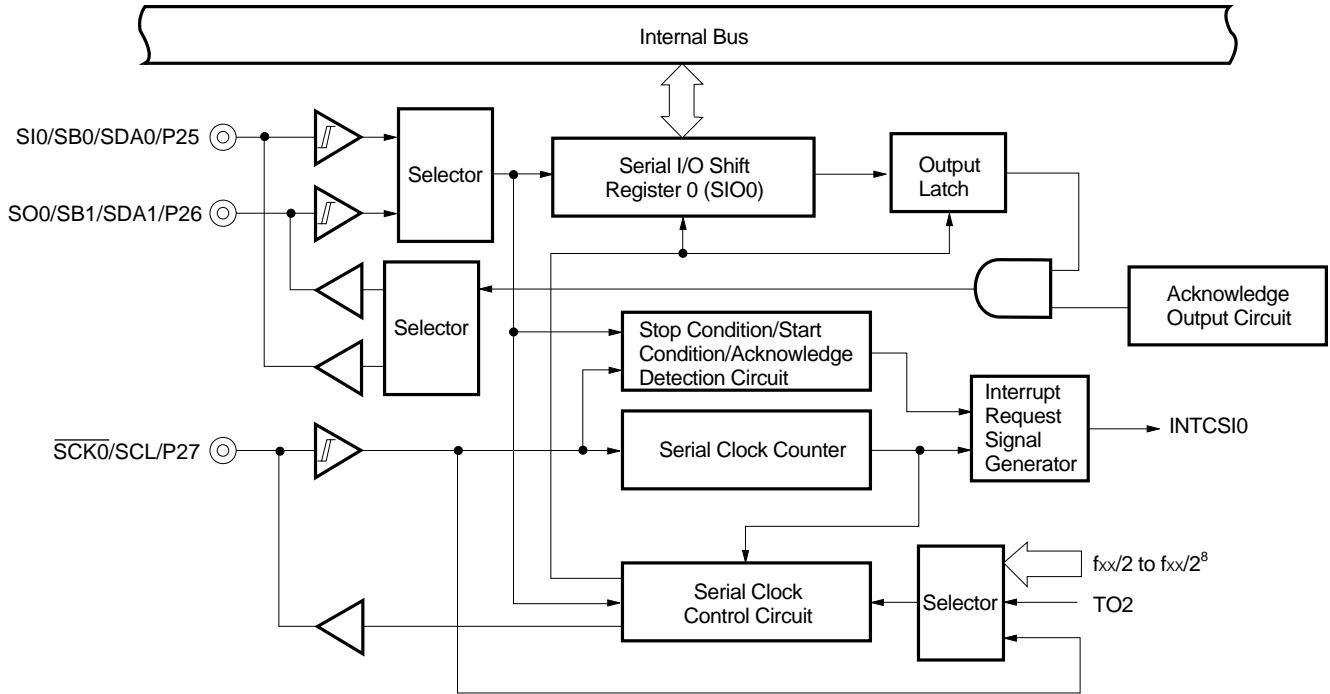 Internal Bus
SI0/SB0/SDA0/P25
Selector
Serial I/O Shift
Register 0 (SIO0)
Output
Latch
SO0/SB1/SDA1/P26
Selector
Acknowledge
Output Circuit
Stop Condition/Start
Condition/Acknowledge
Detection Circuit
Interrupt
Request
Signal
Generator
INTCSI0
SCK0/SCL/P27
Serial Clock Counter
Serial Clock
Control Circuit
Selector
fxx/2 to fxx/2⁸
TO2